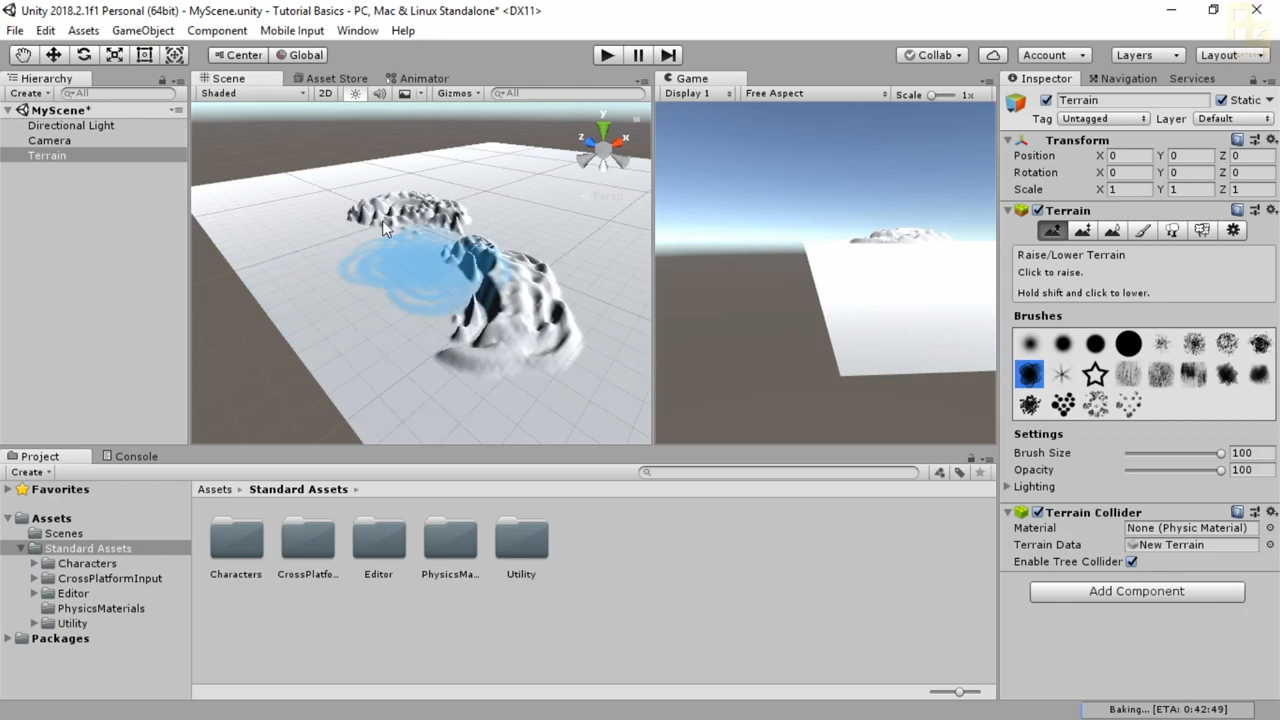 Unity 2018.2.1f1 Personal (64bit) - MyScene.unity - Tutorial Basics - PC, Mac & Linux Standalone* <DX11>
File Edit Assets GameObject Component Mobile Input Window Help
Center Global Collab Account Layers Layout
Hierarchy
Create All
MyScene*
Directional Light
Camera
Terrain
Scene Asset Store Animator
Shaded 2D Gizmos All
y
z x
Persp
Game
Display 1 Free Aspect Scale 1x
Inspector Navigation Services
Terrain Static
Tag Untagged Layer Default
Transform
Position X 0 Y 0 Z 0
Rotation X 0 Y 0 Z 0
Scale X 1 Y 1 Z 1
Terrain
Raise/Lower Terrain
Click to raise.
Hold shift and click to lower.
Brushes
Settings
Brush Size 100
Opacity 100
Lighting
Terrain Collider
Material None (Physic Material)
Terrain Data New Terrain
Enable Tree Collider
Add Component
Project Console
Create
Favorites
Assets
Scenes
Standard Assets
Characters
CrossPlatformInput
Editor
PhysicsMaterials
Utility
Packages
Assets Standard Assets
Characters CrossPlatfo... Editor PhysicsMa... Utility
Baking... [ETA: 0:42:49]